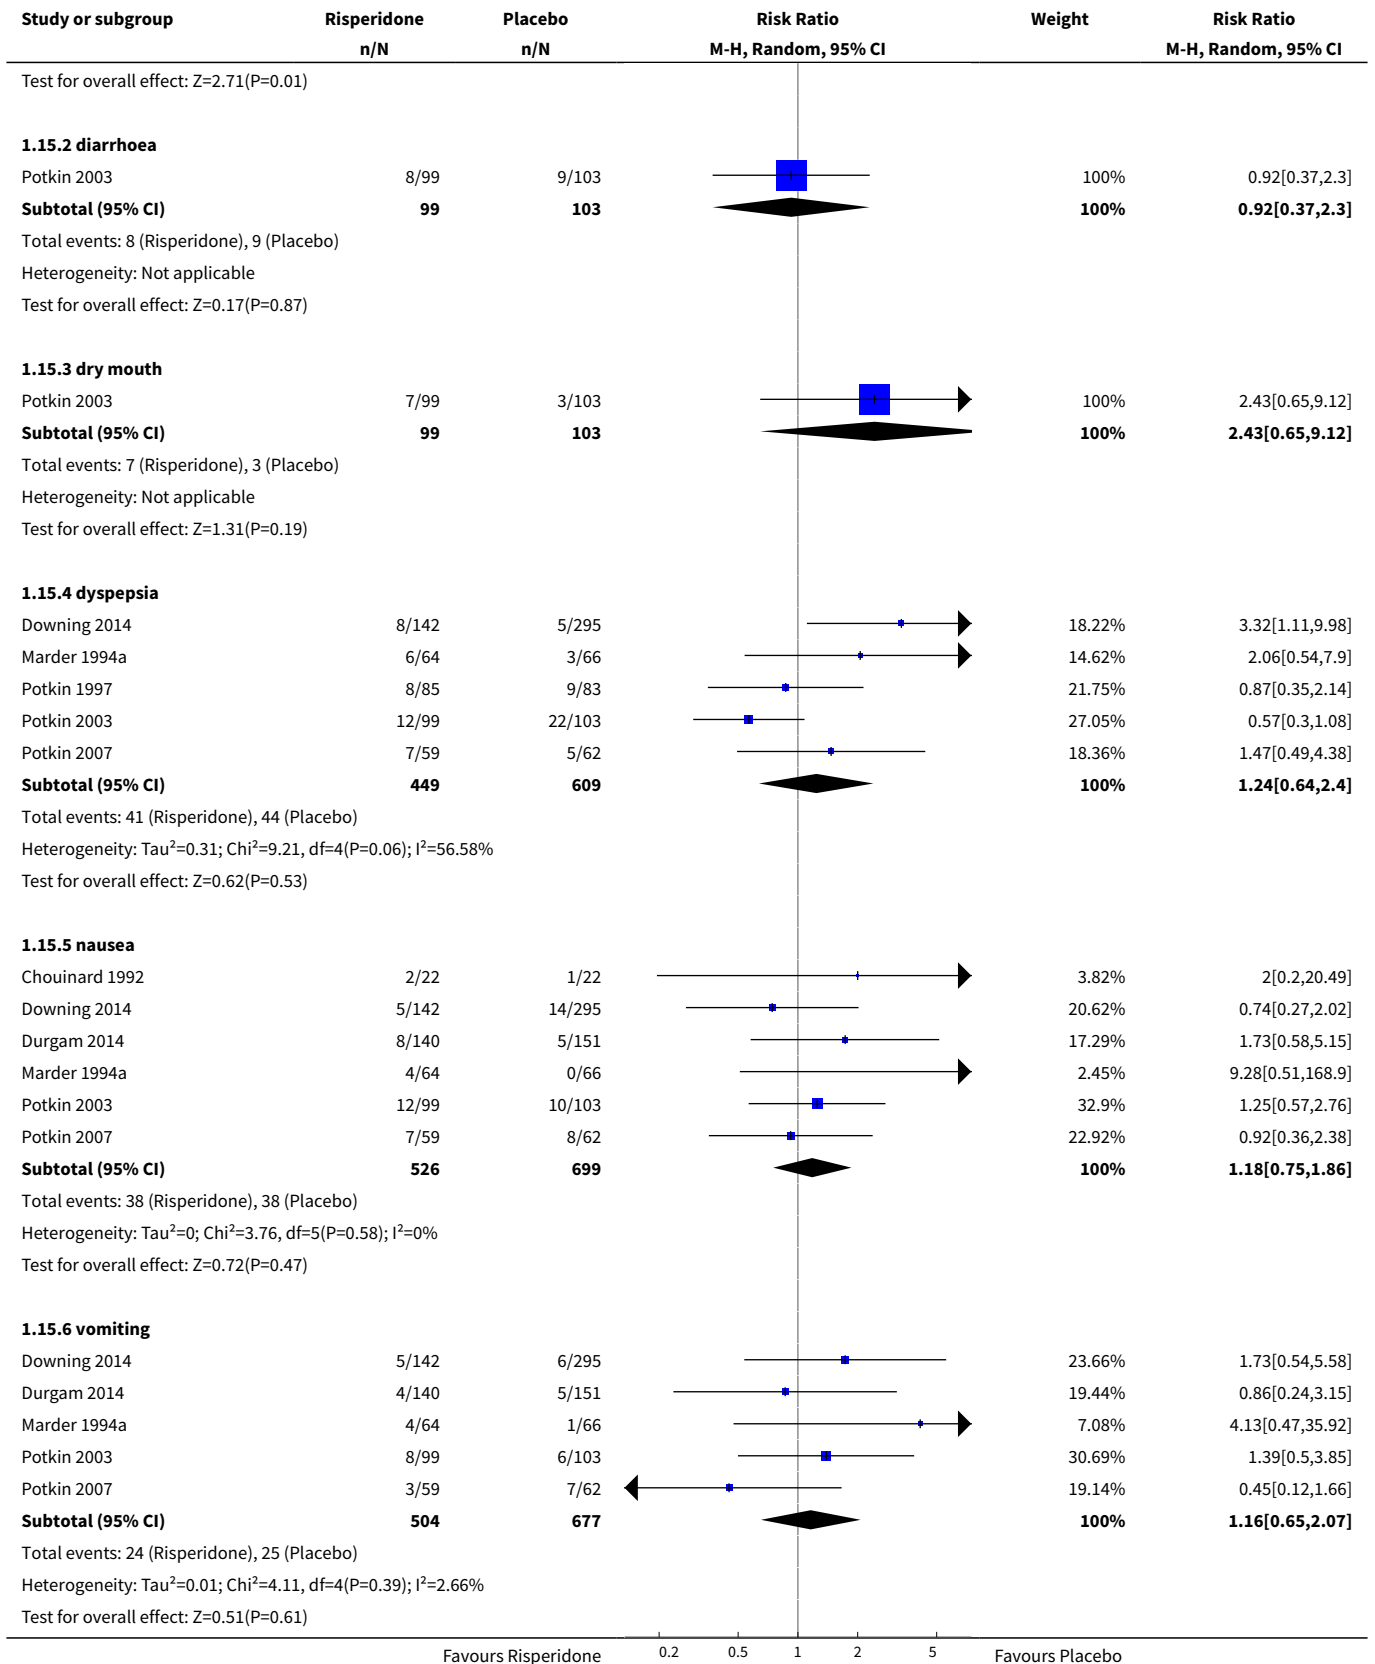 Study or subgroup Risperidone Placebo Risk Ratio Weight Risk Ratio
n/N n/N M-H, Random, 95% CI M-H, Random, 95% CI
Test for overall effect: Z=2.71(P=0.01)
1.15.2 diarrhoea
Potkin 2003 8/99 9/103 100% 0.92[0.37,2.3]
Subtotal (95% CI) 99 103 100% 0.92[0.37,2.3]
Total events: 8 (Risperidone), 9 (Placebo)
Heterogeneity: Not applicable
Test for overall effect: Z=0.17(P=0.87)
1.15.3 dry mouth
Potkin 2003 7/99 3/103 100% 2.43[0.65,9.12]
Subtotal (95% CI) 99 103 100% 2.43[0.65,9.12]
Total events: 7 (Risperidone), 3 (Placebo)
Heterogeneity: Not applicable
Test for overall effect: Z=1.31(P=0.19)
1.15.4 dyspepsia
Downing 2014 8/142 5/295 18.22% 3.32[1.11,9.98]
Marder 1994a 6/64 3/66 14.62% 2.06[0.54,7.9]
Potkin 1997 8/85 9/83 21.75% 0.87[0.35,2.14]
Potkin 2003 12/99 22/103 27.05% 0.57[0.3,1.08]
Potkin 2007 7/59 5/62 18.36% 1.47[0.49,4.38]
Subtotal (95% CI) 449 609 100% 1.24[0.64,2.4]
Total events: 41 (Risperidone), 44 (Placebo)
Heterogeneity: Tau²=0.31; Chi²=9.21, df=4(P=0.06); I²=56.58%
Test for overall effect: Z=0.62(P=0.53)
1.15.5 nausea
Chouinard 1992 2/22 1/22 3.82% 2[0.2,20.49]
Downing 2014 5/142 14/295 20.62% 0.74[0.27,2.02]
Durgam 2014 8/140 5/151 17.29% 1.73[0.58,5.15]
Marder 1994a 4/64 0/66 2.45% 9.28[0.51,168.9]
Potkin 2003 12/99 10/103 32.9% 1.25[0.57,2.76]
Potkin 2007 7/59 8/62 22.92% 0.92[0.36,2.38]
Subtotal (95% CI) 526 699 100% 1.18[0.75,1.86]
Total events: 38 (Risperidone), 38 (Placebo)
Heterogeneity: Tau²=0; Chi²=3.76, df=5(P=0.58); I²=0%
Test for overall effect: Z=0.72(P=0.47)
1.15.6 vomiting
Downing 2014 5/142 6/295 23.66% 1.73[0.54,5.58]
Durgam 2014 4/140 5/151 19.44% 0.86[0.24,3.15]
Marder 1994a 4/64 1/66 7.08% 4.13[0.47,35.92]
Potkin 2003 8/99 6/103 30.69% 1.39[0.5,3.85]
Potkin 2007 3/59 7/62 19.14% 0.45[0.12,1.66]
Subtotal (95% CI) 504 677 100% 1.16[0.65,2.07]
Total events: 24 (Risperidone), 25 (Placebo)
Heterogeneity: Tau²=0.01; Chi²=4.11, df=4(P=0.39); I²=2.66%
Test for overall effect: Z=0.51(P=0.61)
Favours Risperidone 0.2 0.5 1 2 5 Favours Placebo